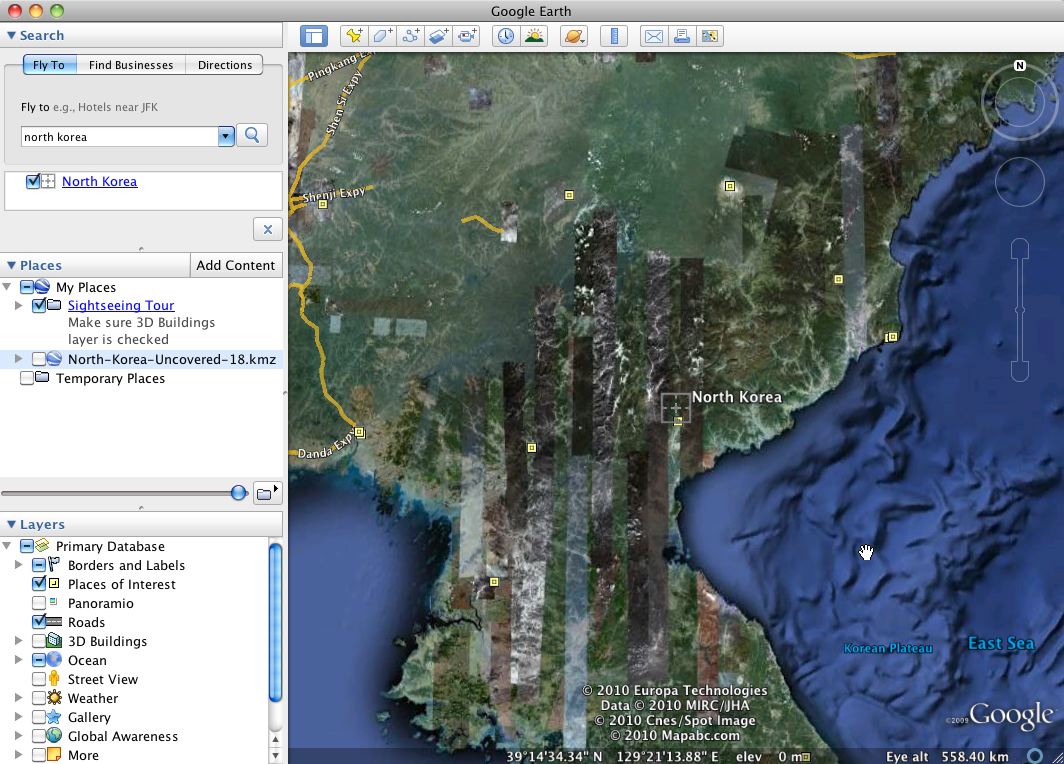 Google Earth
Search
Fly To
Find Businesses
Directions
Fly to e.g., Hotels near JFK
north korea
North Korea
Places
Add Content
My Places
Sightseeing Tour
Make sure 3D Buildings
layer is checked
North-Korea-Uncovered-18.kmz
Temporary Places
Layers
Primary Database
Borders and Labels
Places of Interest
Panoramio
Roads
3D Buildings
Ocean
Street View
Weather
Gallery
Global Awareness
More
Pingkang E
Shen Si Expy
Shenji Expy
Danda Expy
N
North Korea
Korean Plateau
East Sea
© 2010 Europa Technologies
Data © 2010 MIRC/JHA
© 2010 Cnes/Spot Image
© 2010 Mapabc.com
©2009 Google
39°14'34.34" N 129°21'13.88" E elev 0 m
Eye alt 558.40 km